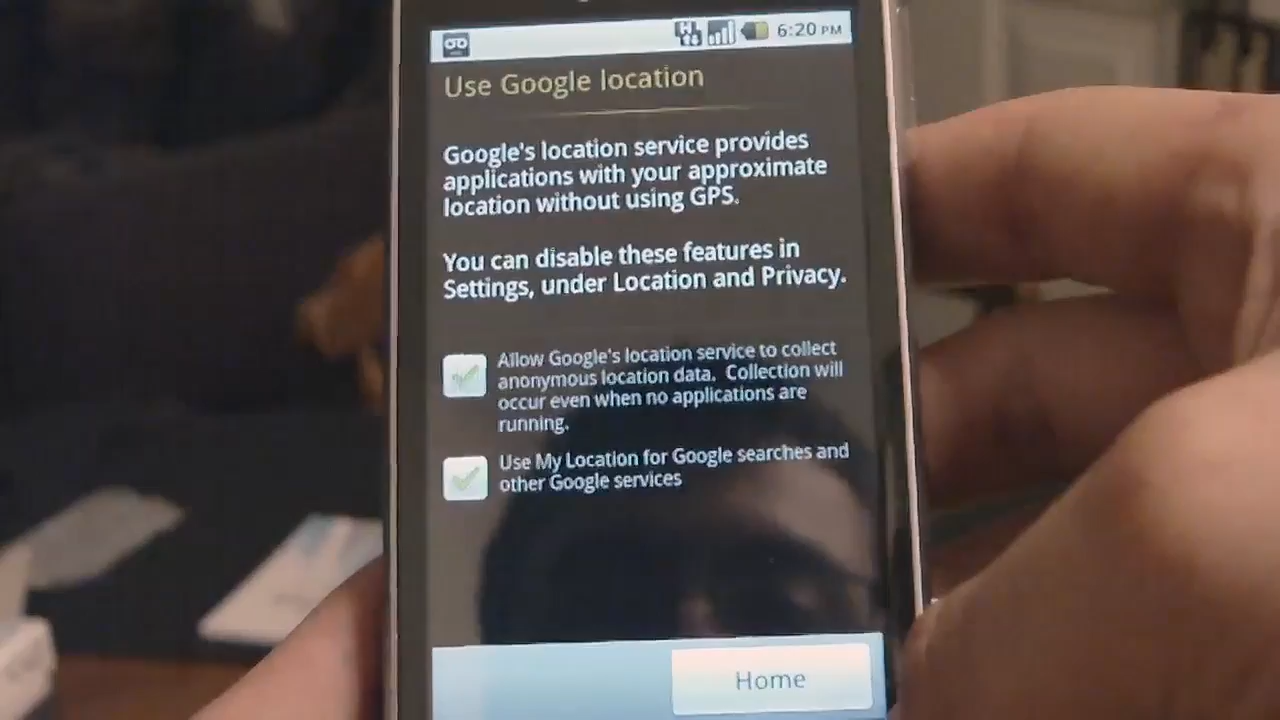 6:20 PM
Use Google location
Google's location service provides
applications with your approximate
location without using GPS.
You can disable these features in
Settings, under Location and Privacy.
Allow Google's location service to collect
anonymous location data. Collection will
occur even when no applications are
running.
Use My Location for Google searches and
other Google services
Home